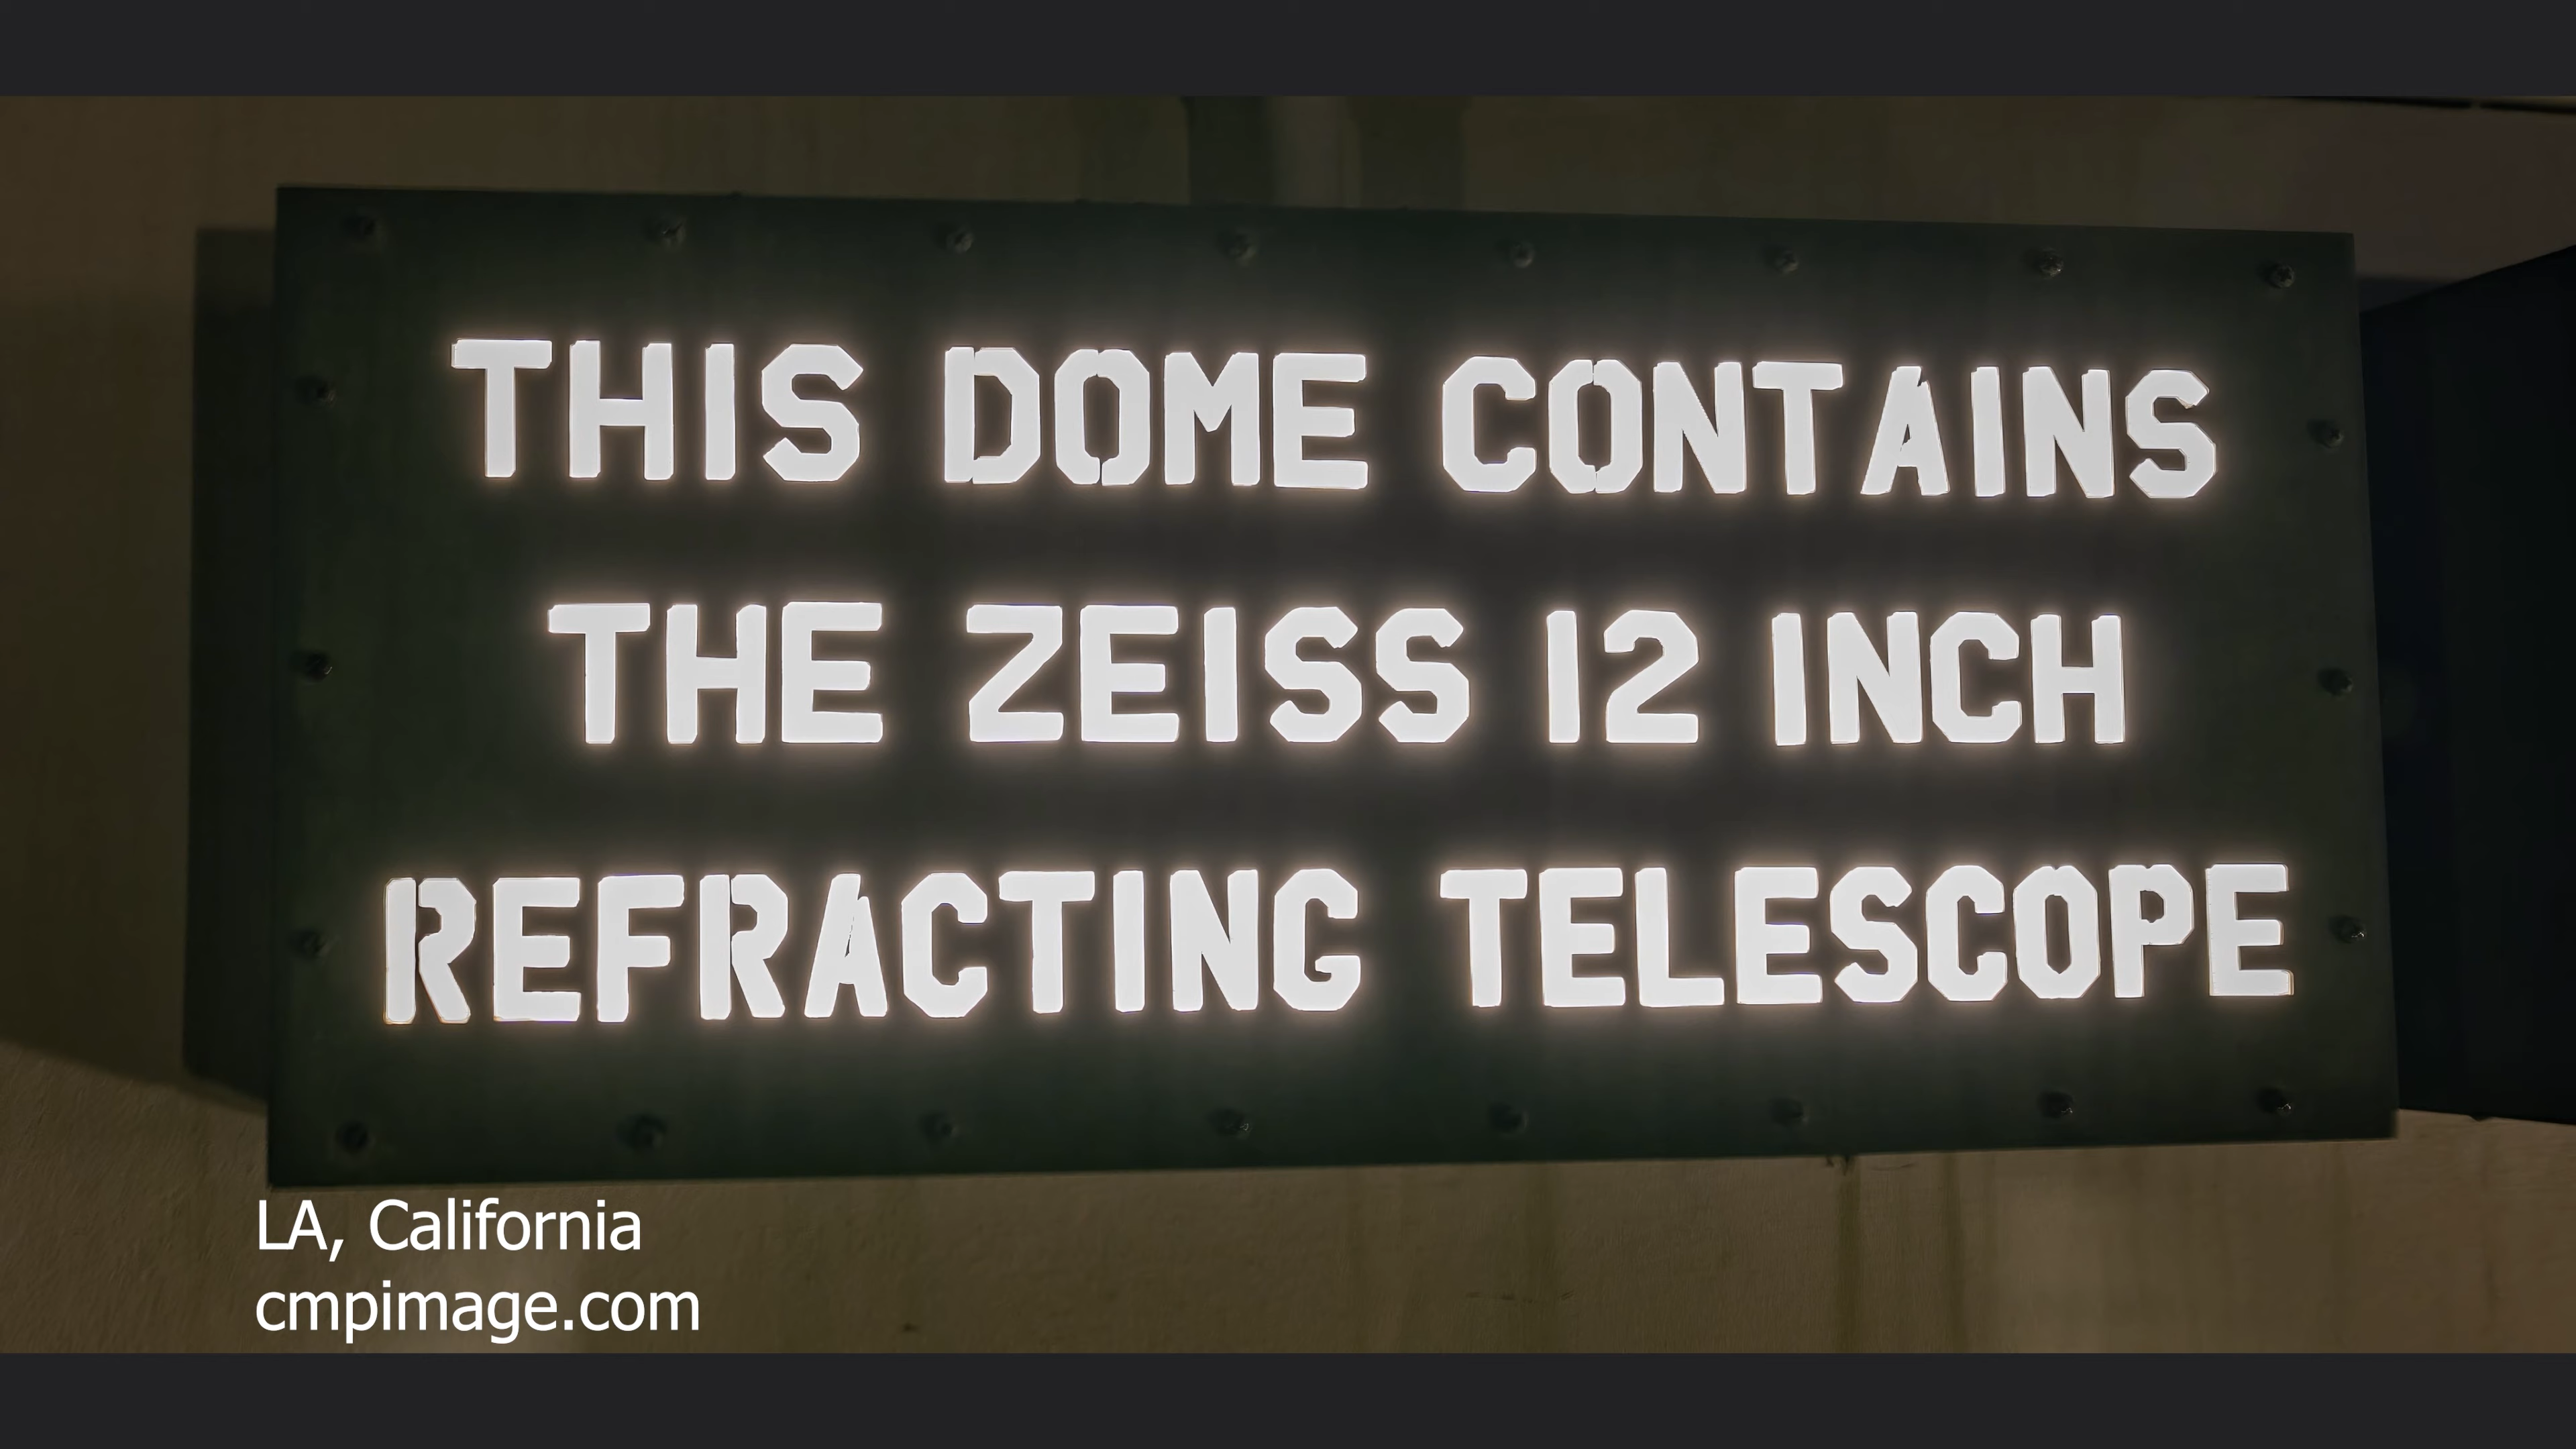 THIS DOME CONTAINS
THE ZEISS 12 INCH
REFRACTING TELESCOPE
LA, California
cmpimage.com